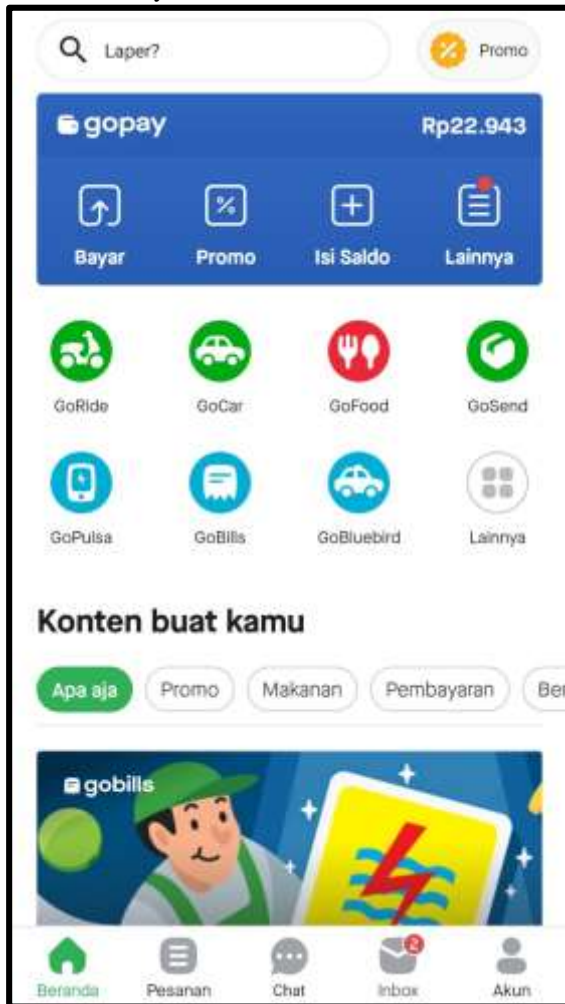 Laper?
Promo
gopay
Rp22.943
Bayar Promo Isi Saldo Lainnya
GoRide GoCar GoFood GoSend
GoPulsa GoBills GoBluebird Lainnya
Konten buat kamu
Apa aja Promo Makanan Pembayaran Ber
gobills
2
Beranda Pesanan Chat Inbox Akun